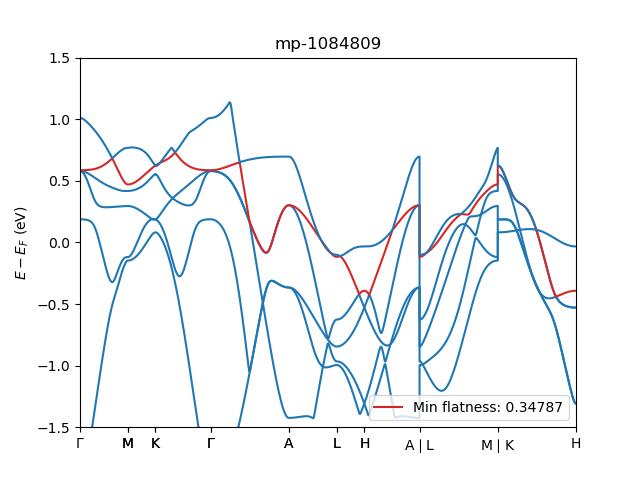 mp-1084809
1.5
1.0
0.5
0.0
−0.5
−1.0
−1.5
E − E_F (eV)
Min flatness: 0.34787
Γ M K Γ A L H A | L M | K H